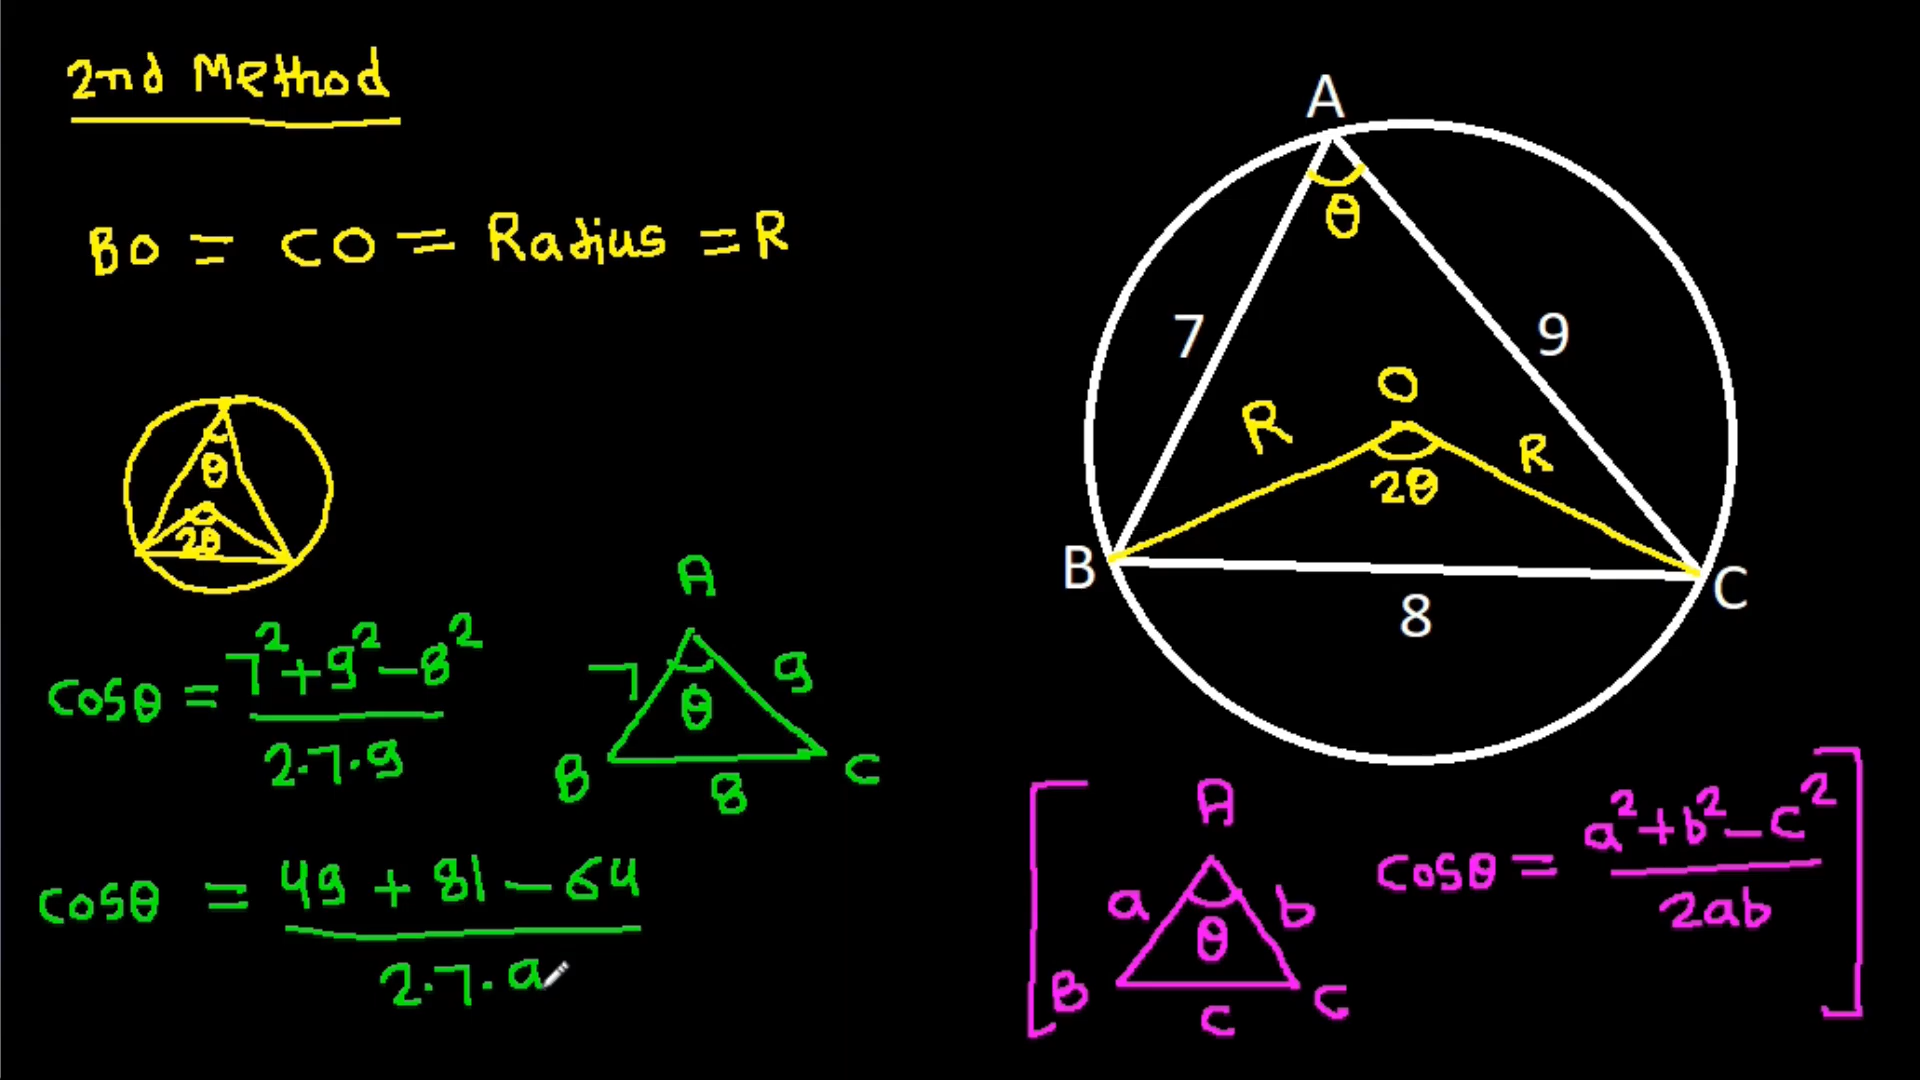 2nd Method
BO = CO = Radius = R
θ
2θ
cosθ = 7²+9²-8² / 2·7·9
A
7
9
θ
B
8
C
cosθ = 49 + 81 - 64 / 2·7·
A
θ
7
9
O
R
R
2θ
B
C
8
A
a
b
θ
B
c
C
cosθ = a²+b²-c² / 2ab